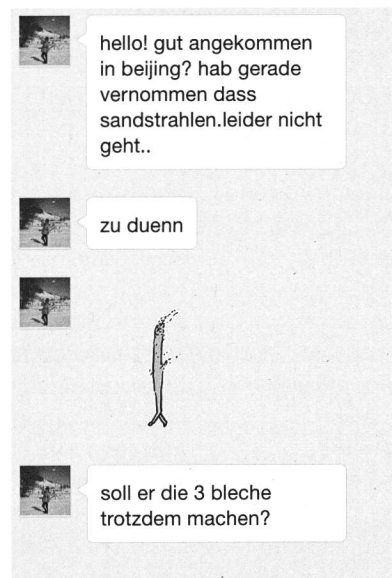 hello! gut angekommen
in beijing? hab gerade
vernommen dass
sandstrahlen.leider nicht
geht..
zu duenn
soll er die 3 bleche
trotzdem machen?